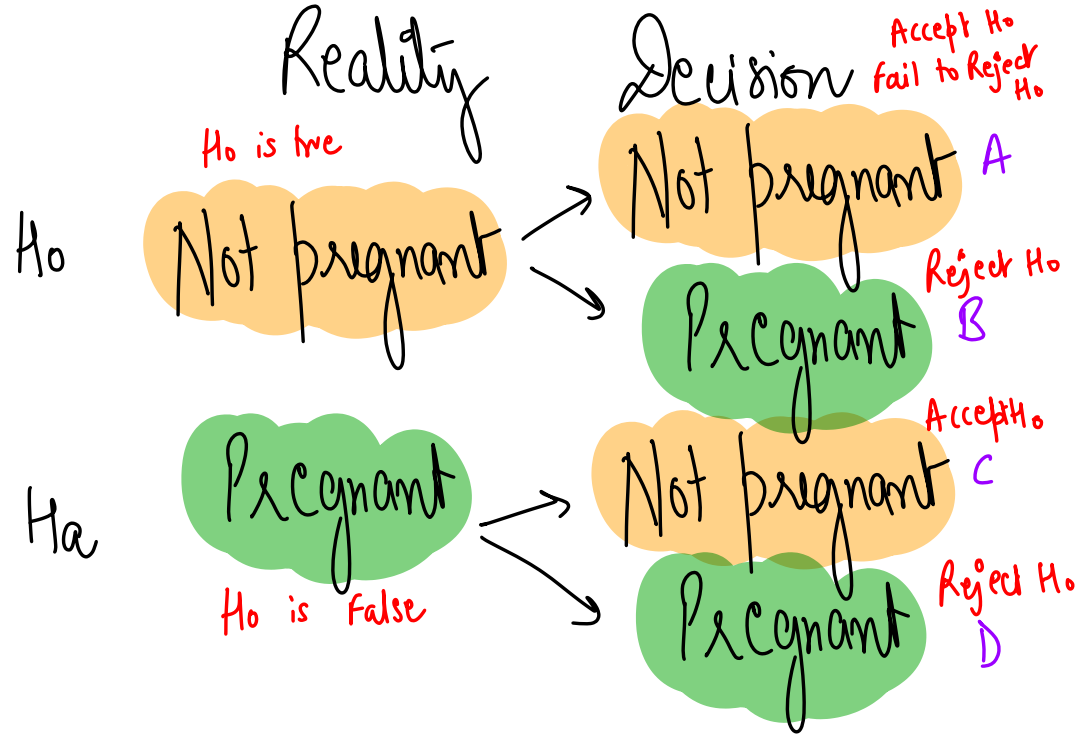 Reality
Decision
Accept Ho
Fail to Reject
Ho
Ho is true
Ho
Not pregnant
Not pregnant
A
Reject Ho
Pregnant
B
Ha
Pregnant
Ho is False
Accept Ho
Not pregnant
C
Reject Ho
Pregnant
D